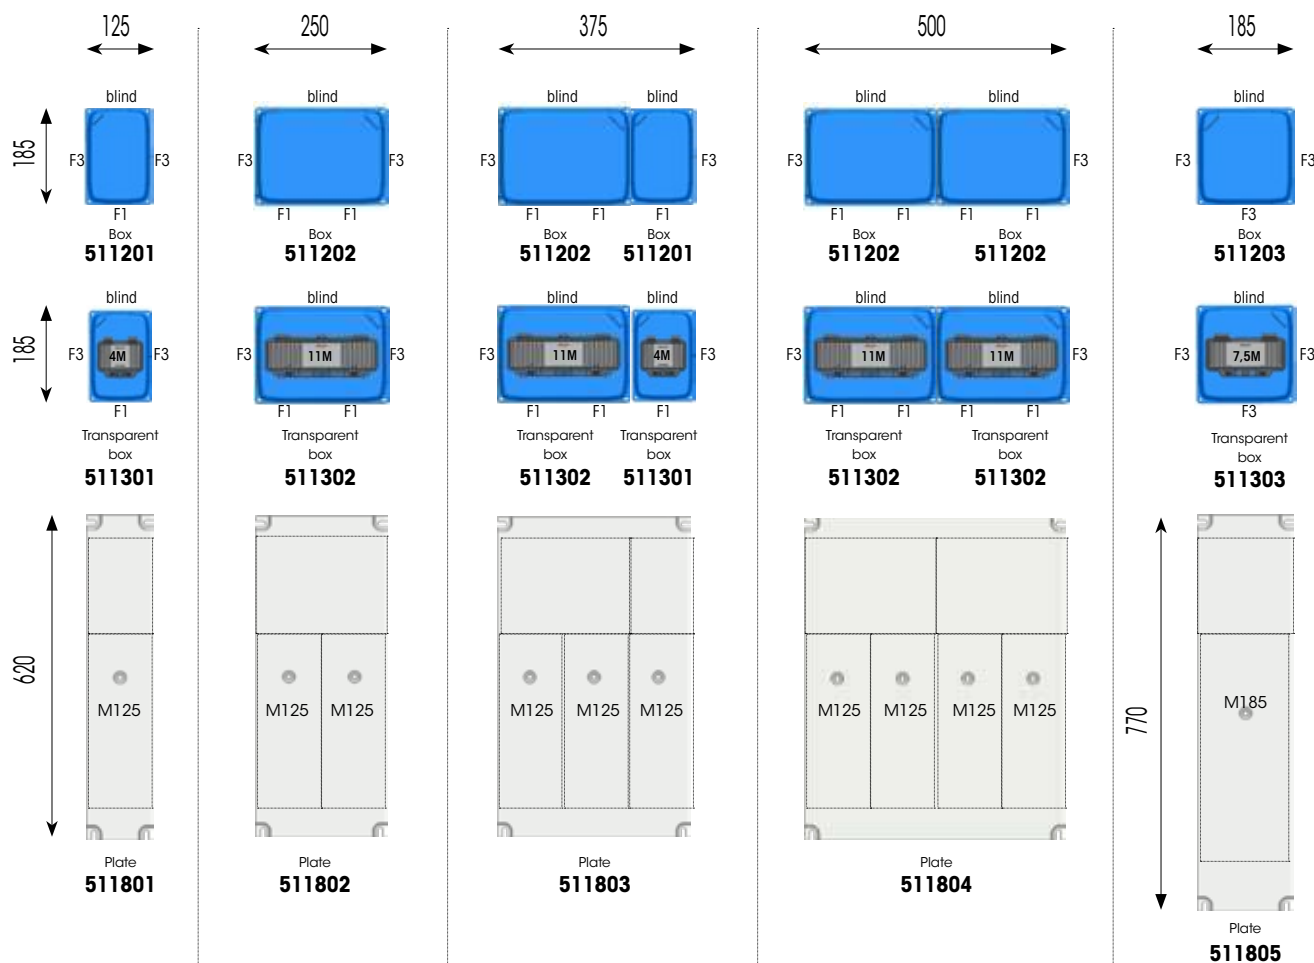 125 250 375 500 185
blind blind blind blind blind blind blind
185 F3 F3 F3 F3 F3 F3 F3 F3 F3 F3
F1 F1 F1 F1 F1 F1 F1 F1 F1 F1 F3
Box Box Box Box Box Box Box
511201 511202 511202 511201 511202 511202 511203
blind blind blind blind blind blind blind
185 F3 4M F3 F3 11M F3 F3 11M 4M F3 F3 11M 11M F3 F3 7,5M F3
F1 F1 F1 F1 F1 F1 F1 F1 F1 F1 F3
Transparent Transparent Transparent Transparent Transparent Transparent Transparent
box box box box box box box
511301 511302 511302 511301 511302 511302 511303
620 M125 M125 M125 M125 M125 M125 M125 M125 M125 M125 770 M185
Plate Plate Plate Plate
511801 511802 511803 511804
Plate
511805